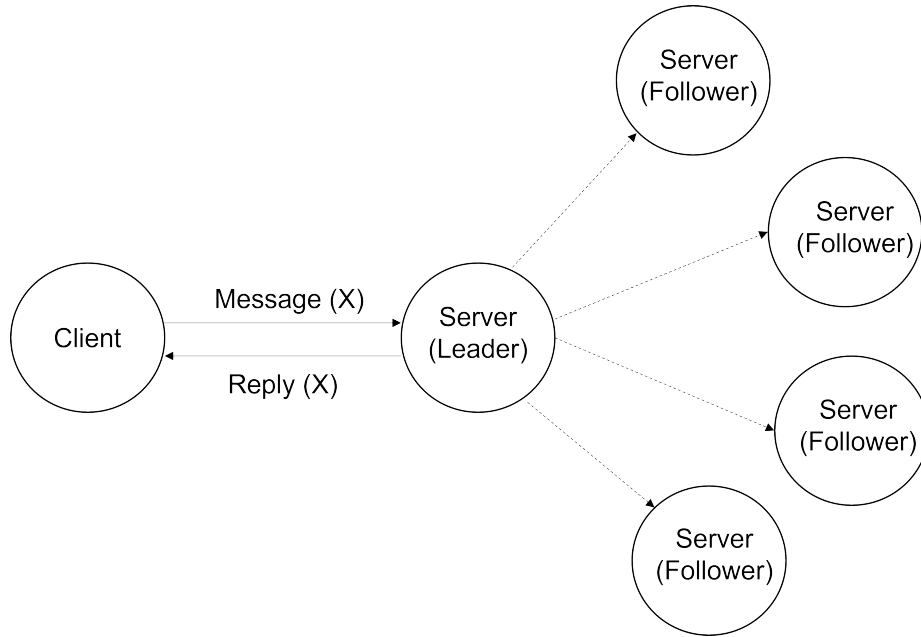 Server
(Follower)
Server
(Follower)
Message (X)
Client
Server
(Leader)
Reply (X)
Server
(Follower)
Server
(Follower)